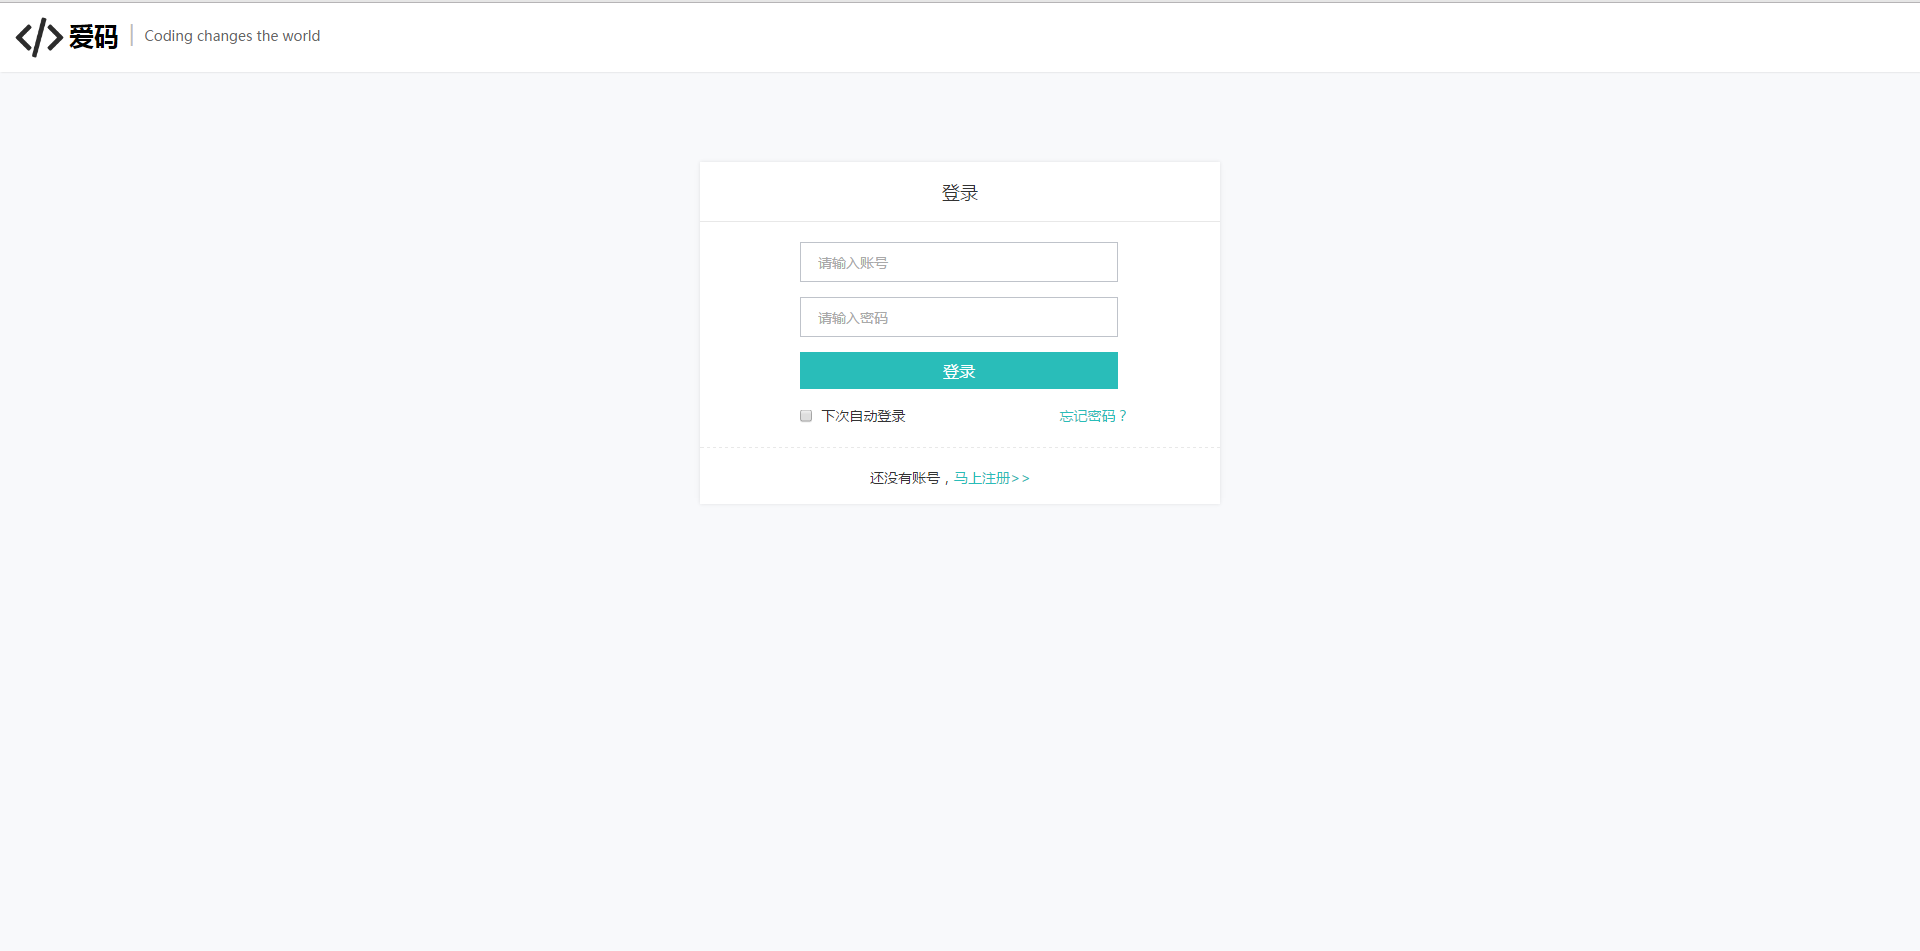 </> 爱码 | Coding changes the world
登录
请输入账号
请输入密码
登录
下次自动登录 忘记密码？
还没有账号，马上注册>>